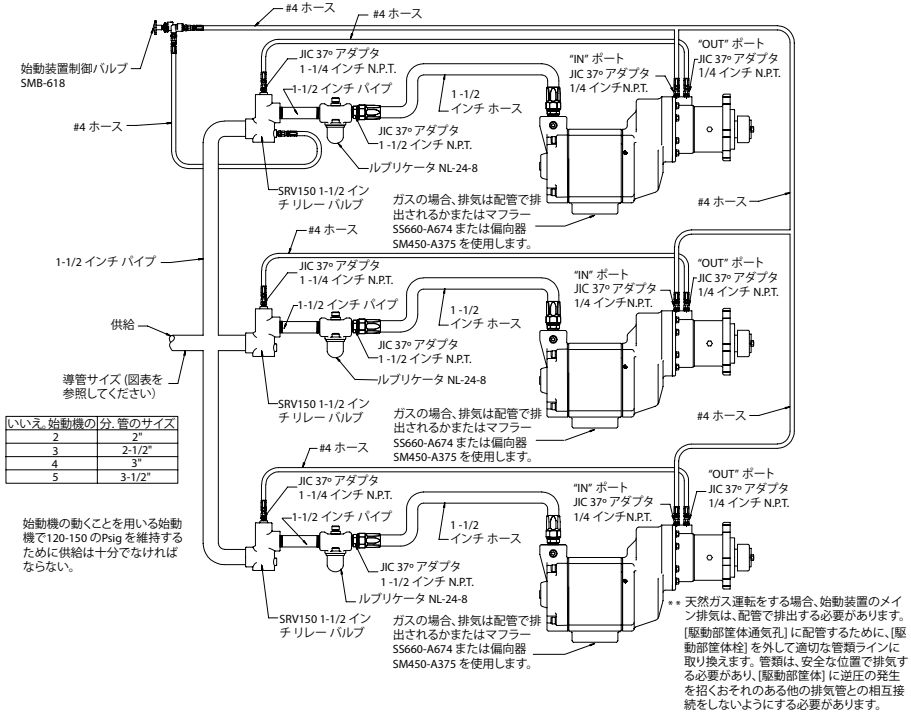 #4 ホース
#4 ホース
始動装置制御バルブ
SMB-618
JIC 37º アダプタ
1 -1/4 インチ N.P.T.
1-1/2 インチ パイプ
1 -1/2
インチ ホース
"IN" ポート
JIC 37º アダプタ
1/4 インチN.P.T.
"OUT" ポート
JIC 37º アダプタ
1/4 インチ N.P.T.
#4 ホース
JIC 37º アダプタ
1 -1/2 インチ N.P.T.
ルブリケータ NL-24-8
SRV150 1-1/2 イン
チ リレー バルブ
ガスの場合、排気は配管で排
出されるかまたはマフラー
SS660-A674 または偏向器
SM450-A375 を使用します。
#4 ホース
#4 ホース
1-1/2 インチ パイプ
JIC 37º アダプタ
1 -1/4 インチ N.P.T.
1-1/2 インチ パイプ
1 -1/2
インチ ホース
"IN" ポート
JIC 37º アダプタ
1/4 インチN.P.T.
"OUT" ポート
JIC 37º アダプタ
1/4 インチ N.P.T.
供給
JIC 37º アダプタ
1 -1/2 インチ N.P.T.
ルブリケータ NL-24-8
導管サイズ (図表を
参照してください)
SRV150 1-1/2 イン
チ リレー バルブ
ガスの場合、排気は配管で排
出されるかまたはマフラー
SS660-A674 または偏向器
SM450-A375 を使用します。
#4 ホース
いいえ。始動機の 分. 管のサイズ
2 2"
3 2-1/2"
4 3"
5 3-1/2"
#4 ホース
JIC 37º アダプタ
1 -1/4 インチ N.P.T.
1-1/2 インチ パイプ
1 -1/2
インチ ホース
"IN" ポート
JIC 37º アダプタ
1/4 インチN.P.T.
"OUT" ポート
JIC 37º アダプタ
1/4 インチ N.P.T.
始動機の動くことを用いる始動
機で120-150 のPsig を維持する
ために供給は十分でなければ
ならない。
JIC 37º アダプタ
1 -1/2 インチ N.P.T.
ルブリケータ NL-24-8
SRV150 1-1/2 イン
チ リレー バルブ
ガスの場合、排気は配管で排
出されるかまたはマフラー
SS660-A674 または偏向器
SM450-A375 を使用します。
** 天然ガス運転をする場合、始動装置のメイ
ン排気は、配管で排出する必要があります。
[駆動部筐体通気孔] に配管するために、[駆
動部筐体栓] を外して適切な管類ラインに
取り換えます。管類は、安全な位置で排気す
る必要があり、[駆動部筐体] に逆圧の発生
を招くおそれのある他の排気管との相互接
続をしないようにする必要があります。